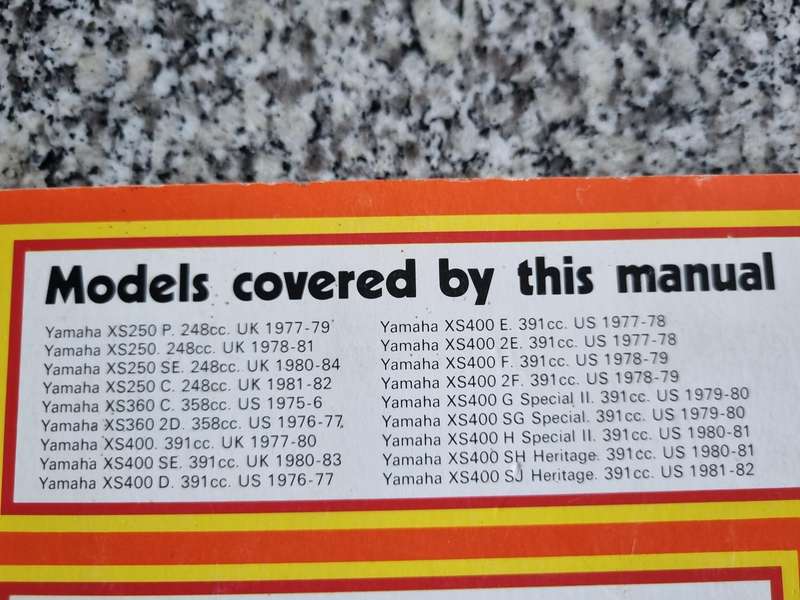 Models covered by this manual
Yamaha XS250 P. 248cc. UK 1977-79
Yamaha XS250. 248cc. UK 1978-81
Yamaha XS250 SE. 248cc. UK 1980-84
Yamaha XS250 C. 248cc. UK 1981-82
Yamaha XS360 C. 358cc. US 1975-6
Yamaha XS360 2D. 358cc. US 1976-77.
Yamaha XS400. 391cc. UK 1977-80
Yamaha XS400 SE. 391cc. UK 1980-83
Yamaha XS400 D. 391cc. US 1976-77
Yamaha XS400 E. 391cc. US 1977-78
Yamaha XS400 2E. 391cc. US 1977-78
Yamaha XS400 F. 391cc. US 1978-79
Yamaha XS400 2F. 391cc. US 1978-79
Yamaha XS400 G Special II. 391cc. US 1979-80
Yamaha XS400 SG Special. 391cc. US 1979-80
Yamaha XS400 H Special II. 391cc. US 1980-81
Yamaha XS400 SH Heritage. 391cc. US 1980-81
Yamaha XS400 SJ Heritage. 391cc. US 1981-82